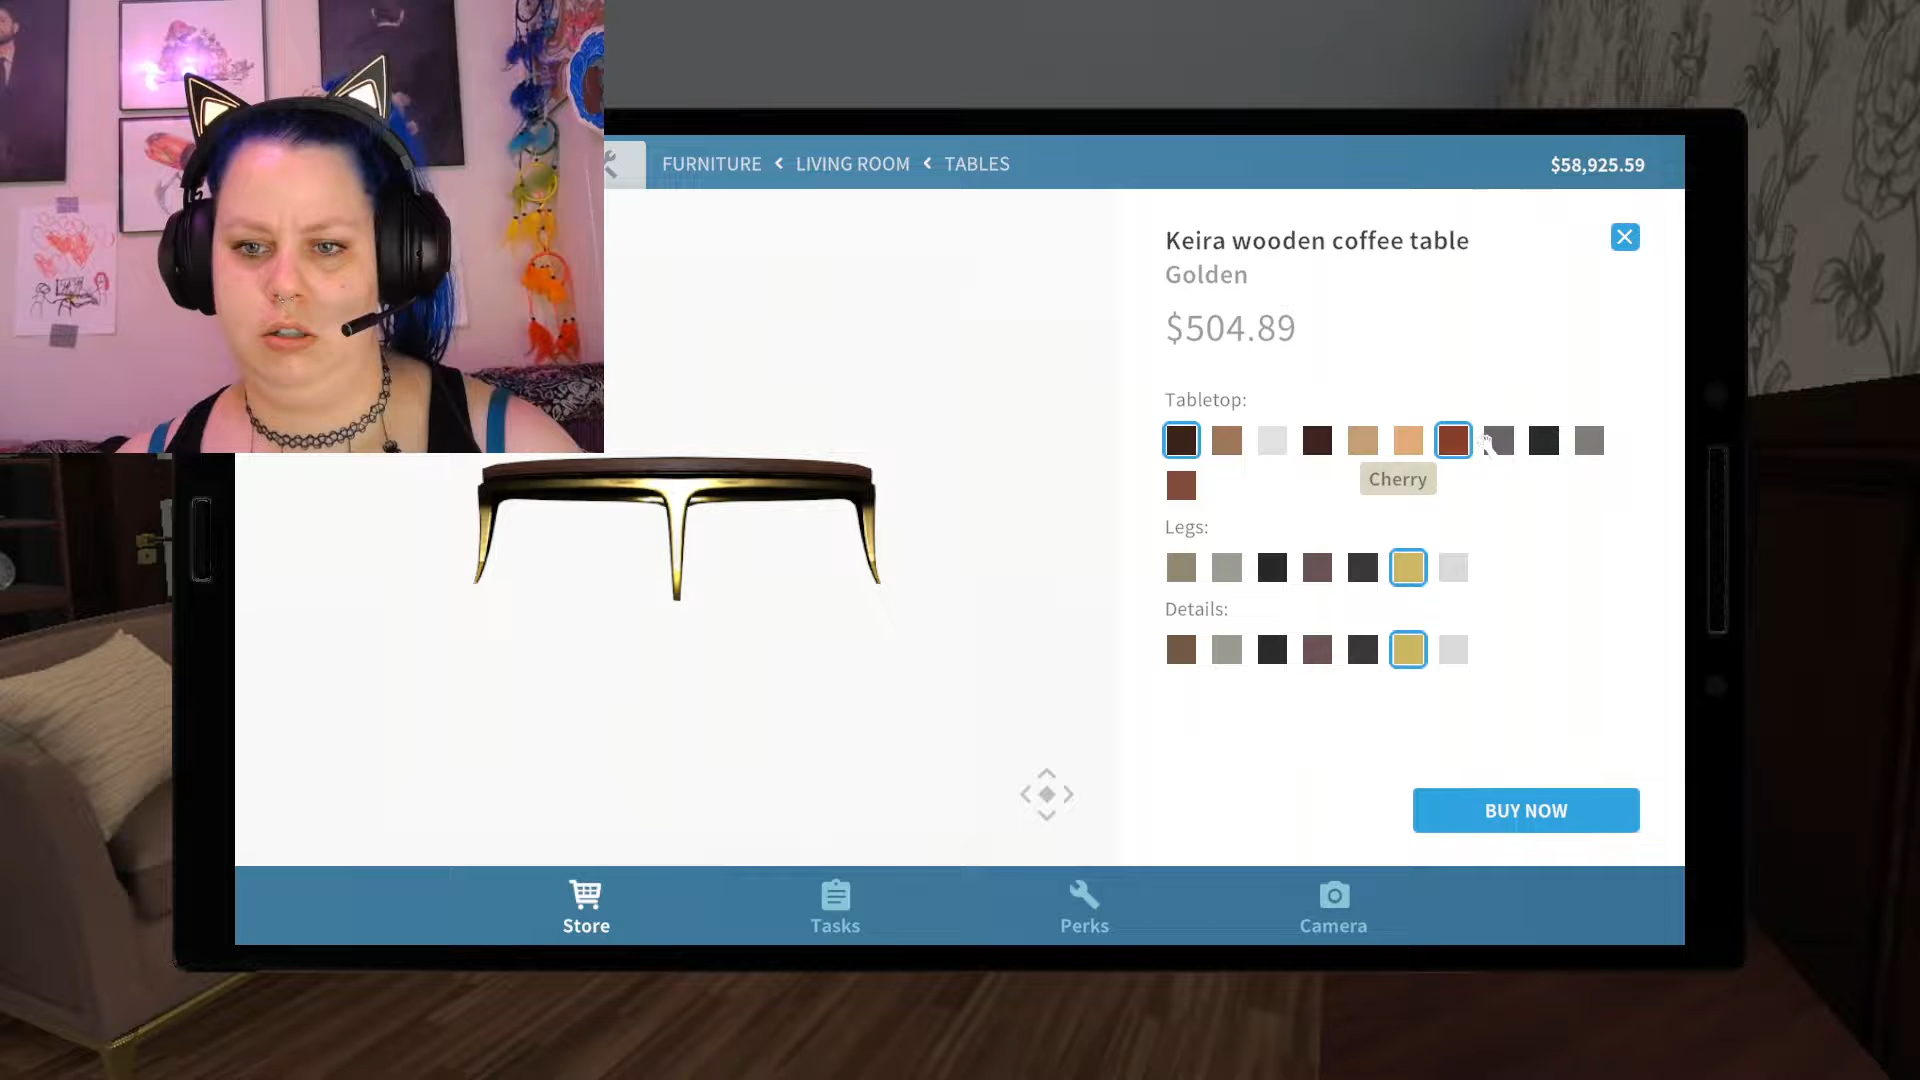 FURNITURE < LIVING ROOM < TABLES
$58,925.59
Keira wooden coffee table
Golden
$504.89
Tabletop:
Cherry
Legs:
Details:
BUY NOW
Store
Tasks
Perks
Camera